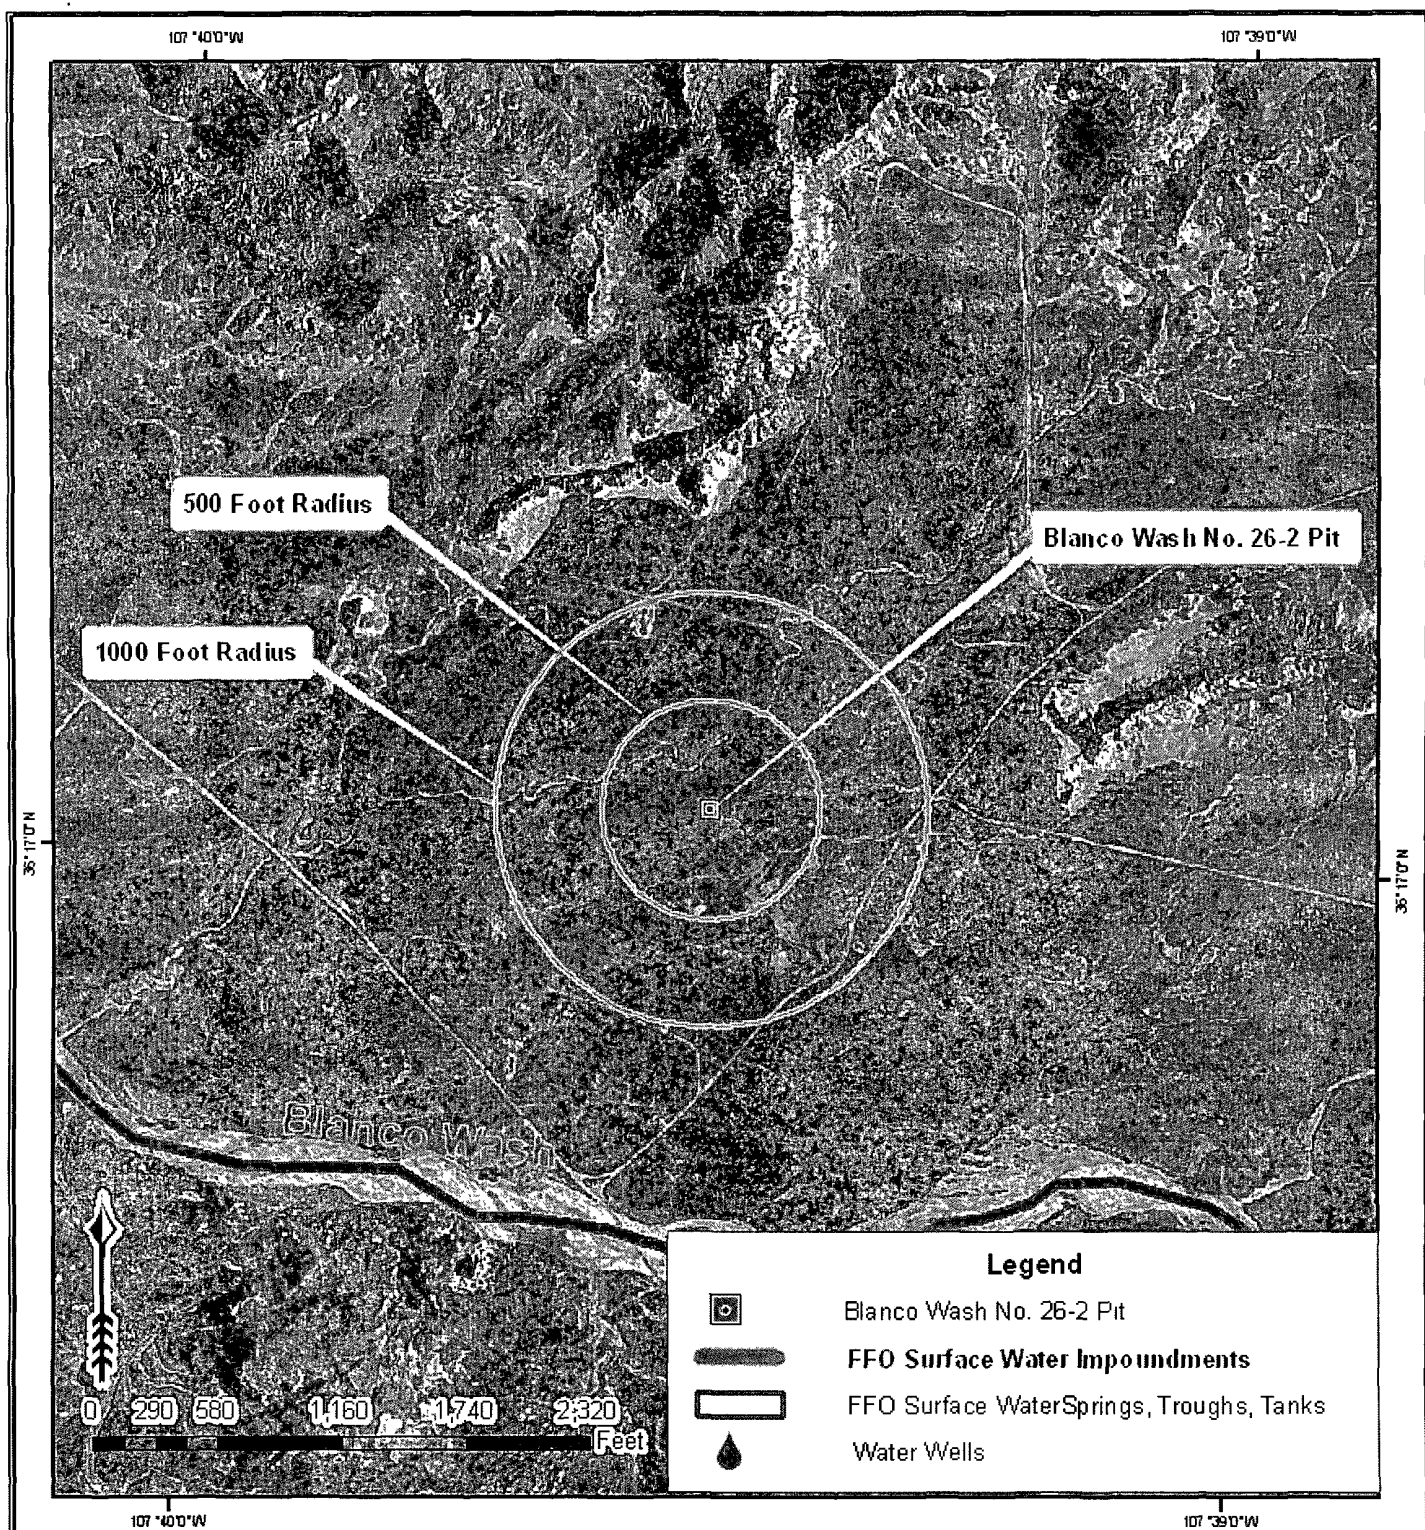 107°40'0"W
107°39'0"W
500 Foot Radius
Blanco Wash No. 26-2 Pit
1000 Foot Radius
36°17'0"N
36°17'0"N
Blanco Wash
Legend
Blanco Wash No. 26-2 Pit
FFO Surface Water Impoundments
FFO Surface WaterSprings, Troughs, Tanks
Water Wells
0 290 580 1,160 1,740 2,320
Feet
107°40'0"W
107°39'0"W